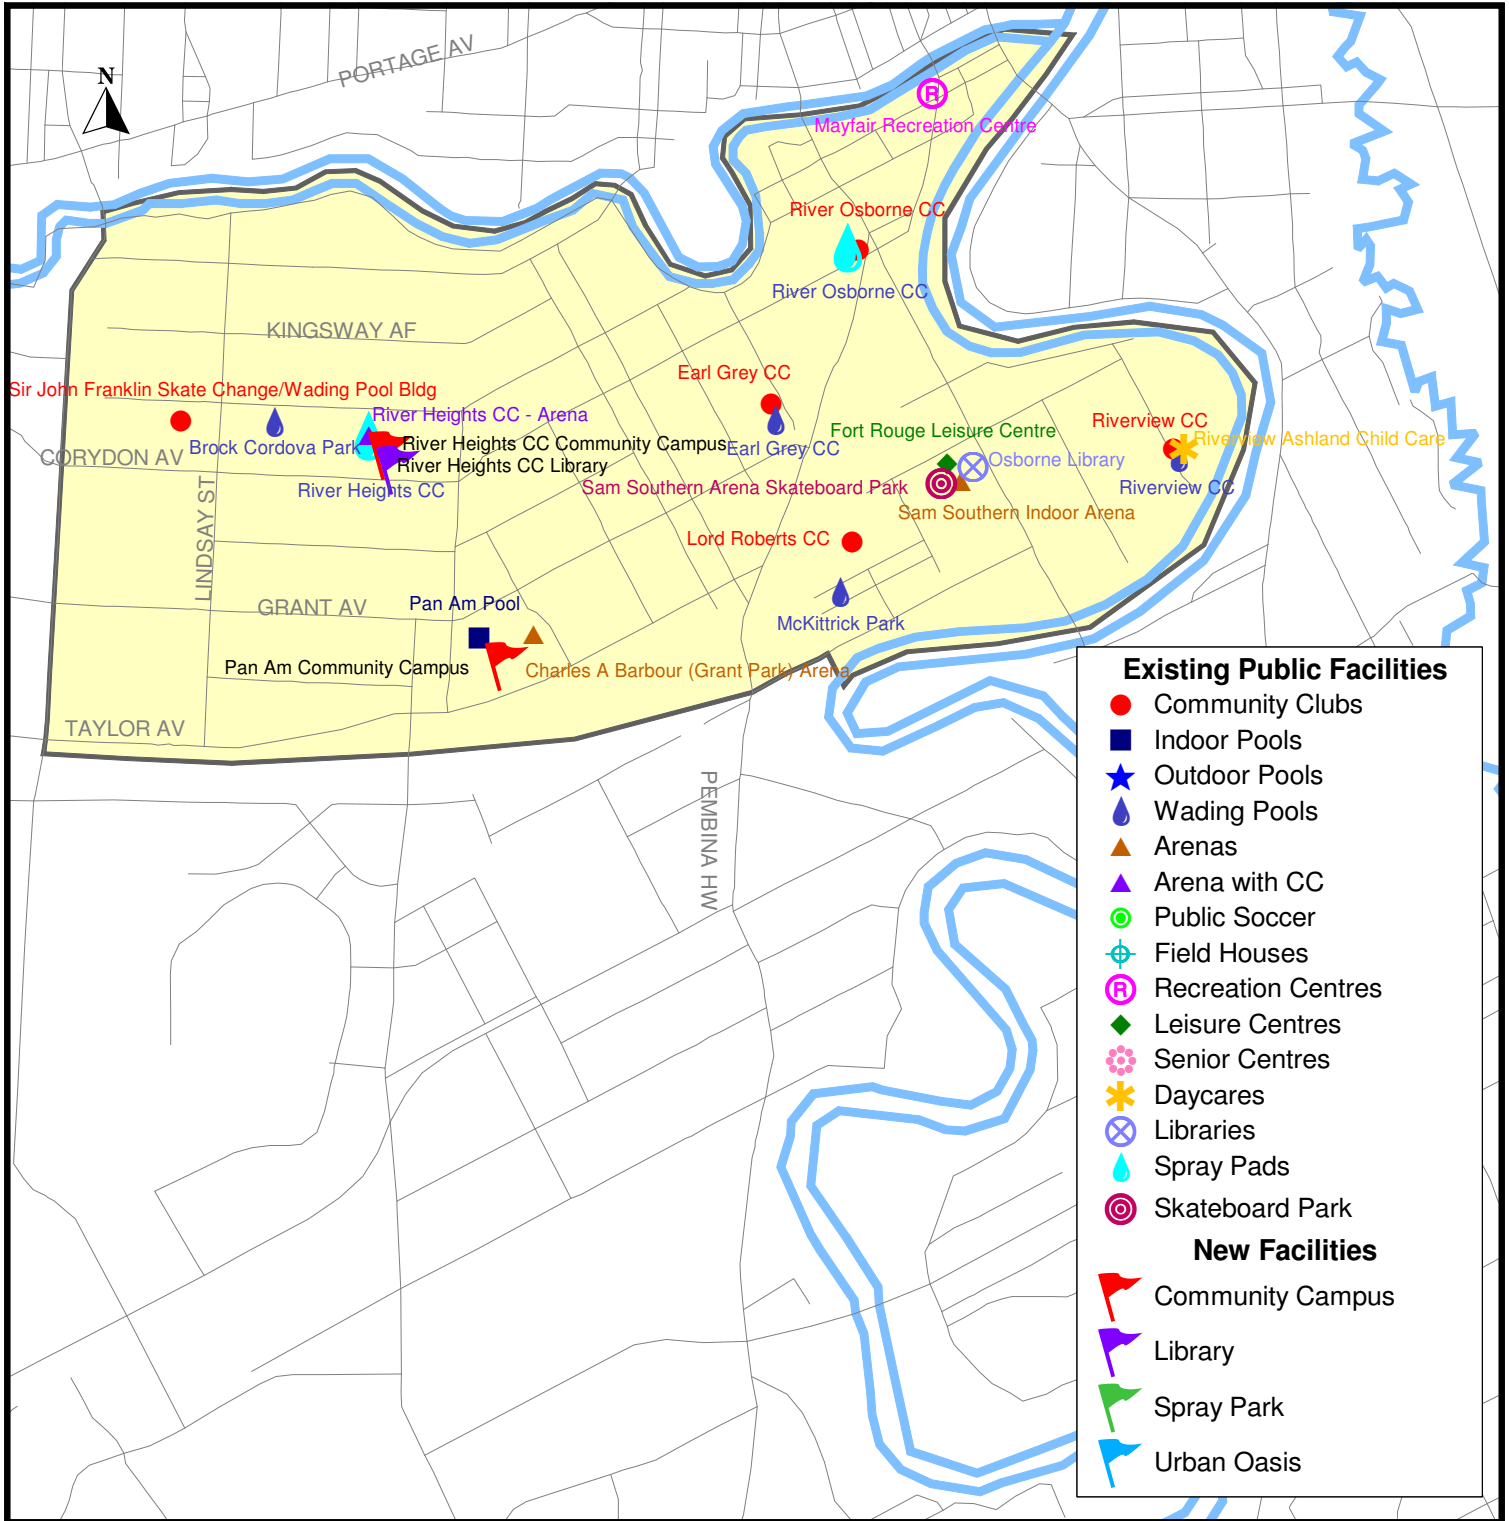 PORTAGE AV
N
R
Mayfair Recreation Centre
River Osborne CC
River Osborne CC
KINGSWAY AF
Earl Grey CC
Sir John Franklin Skate Change/Wading Pool Bldg
River Heights CC - Arena
Riverview CC
Fort Rouge Leisure Centre
Riverview Ashland Child Care
River Heights CC Community Campus
Brock Cordova Park
Earl Grey CC
CORYDON AV
Osborne Library
River Heights CC Library
River Heights CC
Sam Southern Arena Skateboard Park
Riverview CC
Sam Southern Indoor Arena
LINDSAY ST
Lord Roberts CC
GRANT AV
Pan Am Pool
McKittrick Park
Pan Am Community Campus
Charles A Barbour (Grant Park) Arena
TAYLOR AV
PEMBINA HW
Existing Public Facilities
Community Clubs
Indoor Pools
Outdoor Pools
Wading Pools
Arenas
Arena with CC
Public Soccer
Field Houses
R Recreation Centres
Leisure Centres
Senior Centres
Daycares
Libraries
Spray Pads
Skateboard Park
New Facilities
Community Campus
Library
Spray Park
Urban Oasis